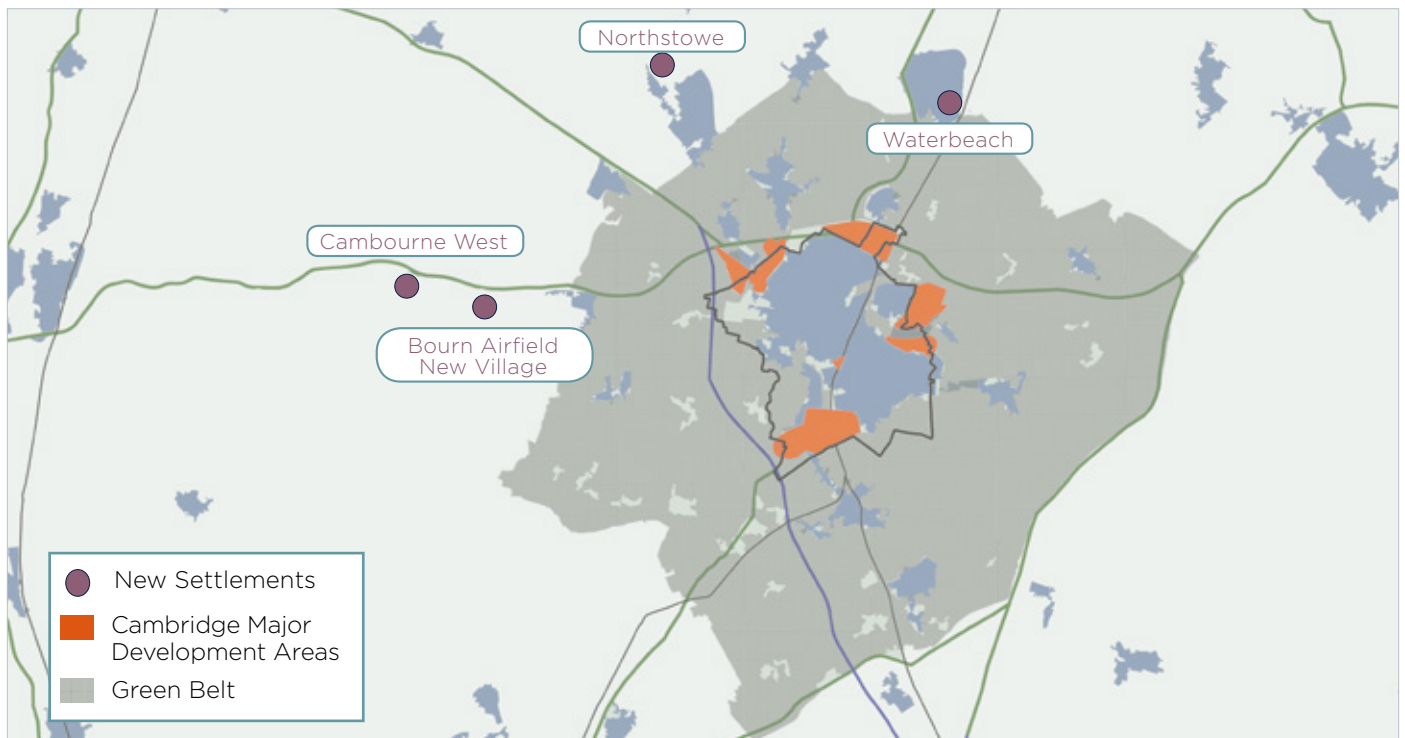 Northstowe
Waterbeach
Cambourne West
Bourn Airfield
New Village
New Settlements
Cambridge Major
Development Areas
Green Belt